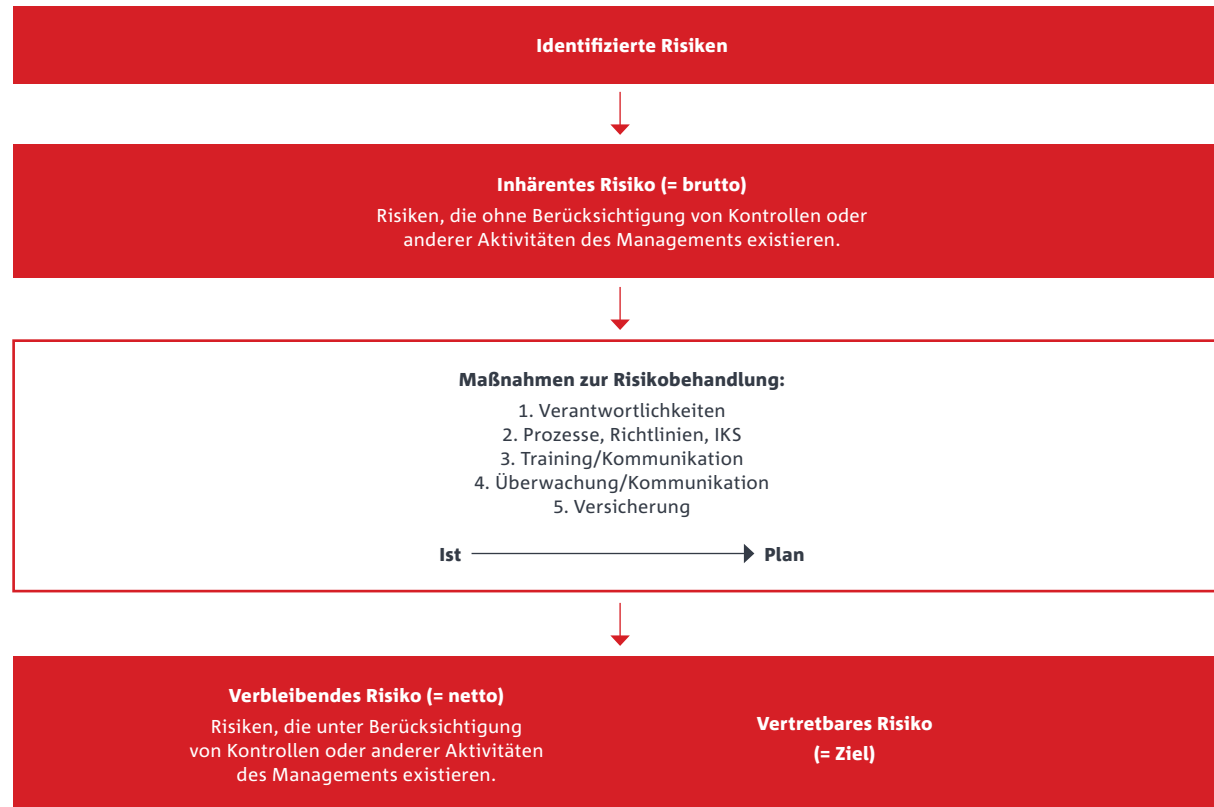 Identifizierte Risiken
Inhärentes Risiko (= brutto)
Risiken, die ohne Berücksichtigung von Kontrollen oder
anderer Aktivitäten des Managements existieren.
Maßnahmen zur Risikobehandlung:
1. Verantwortlichkeiten
2. Prozesse, Richtlinien, IKS
3. Training/Kommunikation
4. Überwachung/Kommunikation
5. Versicherung
Ist Plan
Verbleibendes Risiko (= netto)
Risiken, die unter Berücksichtigung
von Kontrollen oder anderer Aktivitäten
des Managements existieren.
Vertretbares Risiko
(= Ziel)